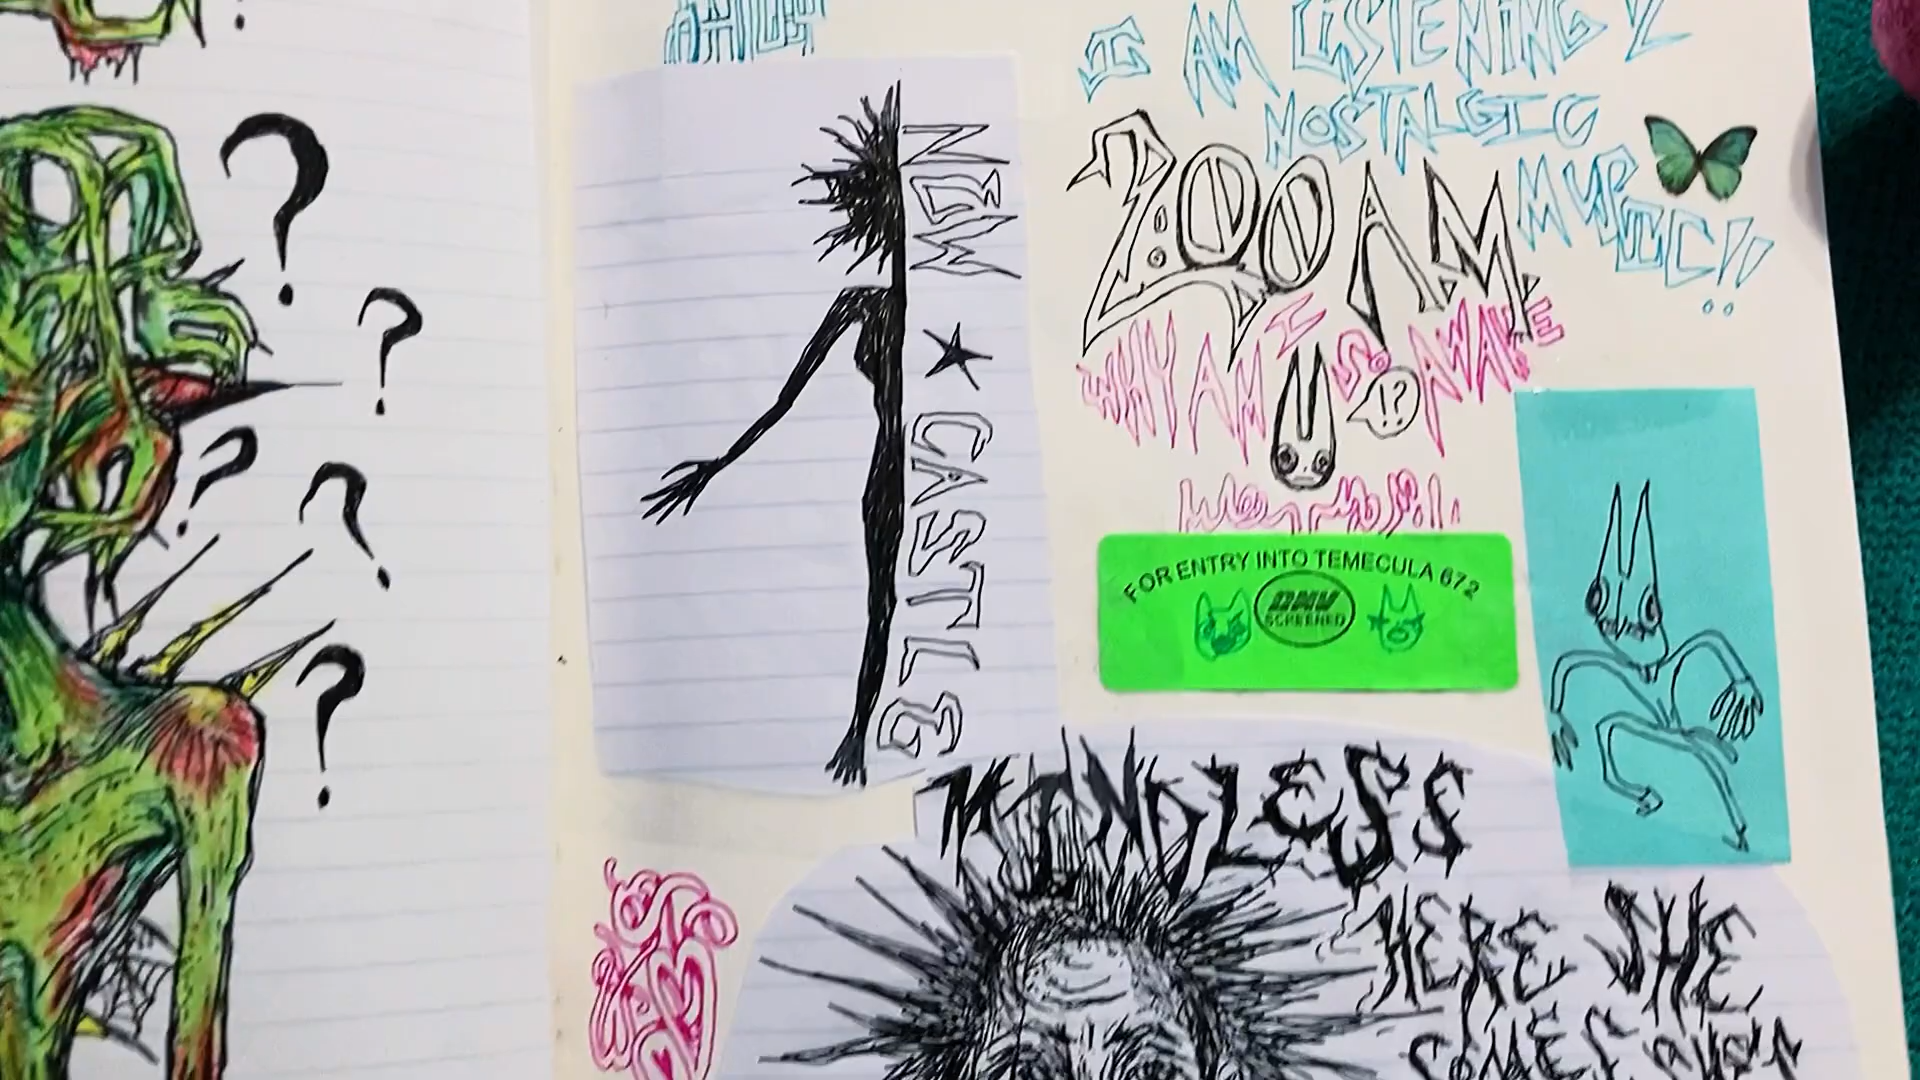 I AM LISTENING 2
NOSTALGIC
MUSIC!!
2:00 AM
WHY AM I SO AWAKE
!?
NEW ★ CASTLE
FOR ENTRY INTO TEMECULA 672
DMV
SCREENED
MINDLESS
HERE SHE
COMES
? ? ? ? ? ?